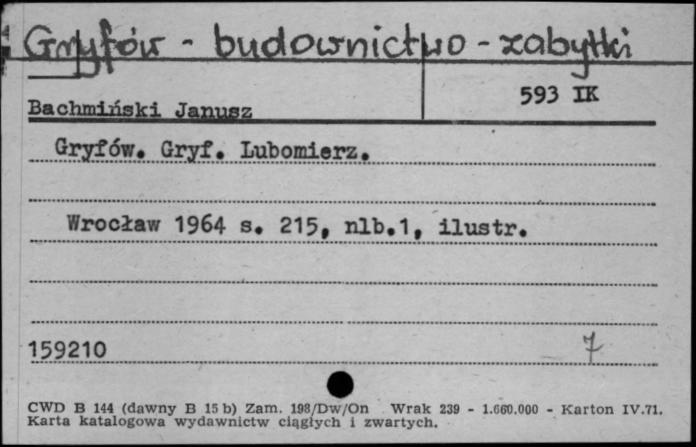 Gryfów - budownictwo - zabytki
593 IK
Bachmiński Janusz
Gryfów. Gryf. Lubomierz.
Wrocław 1964 s. 215, nlb.1, ilustr.
159210 7
CWD B 144 (dawny B 15 b) Zam. 198/Dw/On Wrak 239 - 1.660.000 - Karton IV.71.
Karta katalogowa wydawnictw ciągłych i zwartych.